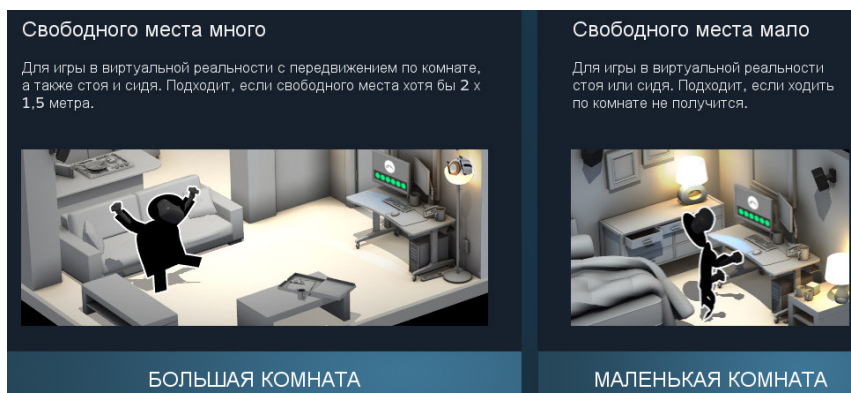 Свободного места много
Для игры в виртуальной реальности с передвижением по комнате,
а также стоя и сидя. Подходит, если свободного места хотя бы 2 x
1,5 метра.
БОЛЬШАЯ КОМНАТА
Свободного места мало
Для игры в виртуальной реальности
стоя или сидя. Подходит, если ходить
по комнате не получится.
МАЛЕНЬКАЯ КОМНАТА